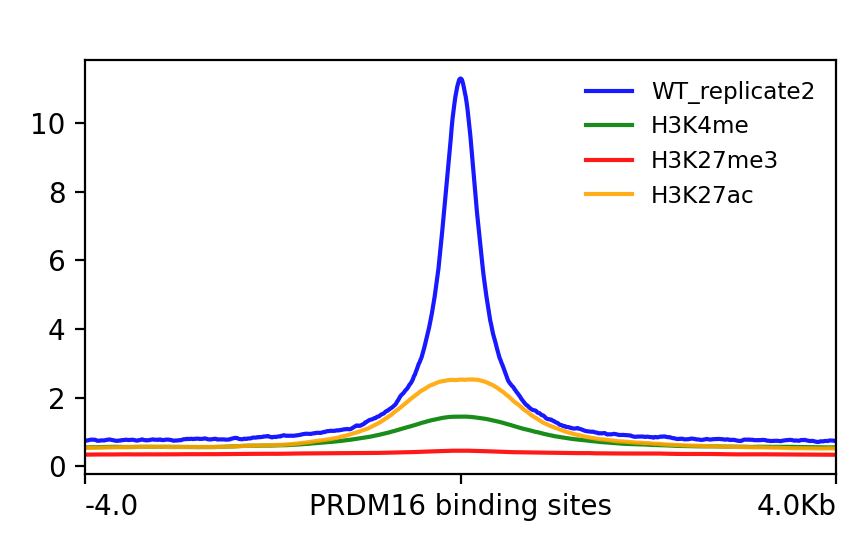 WT_replicate2
H3K4me
H3K27me3
H3K27ac
10
8
6
4
2
0
-4.0
PRDM16 binding sites
4.0Kb